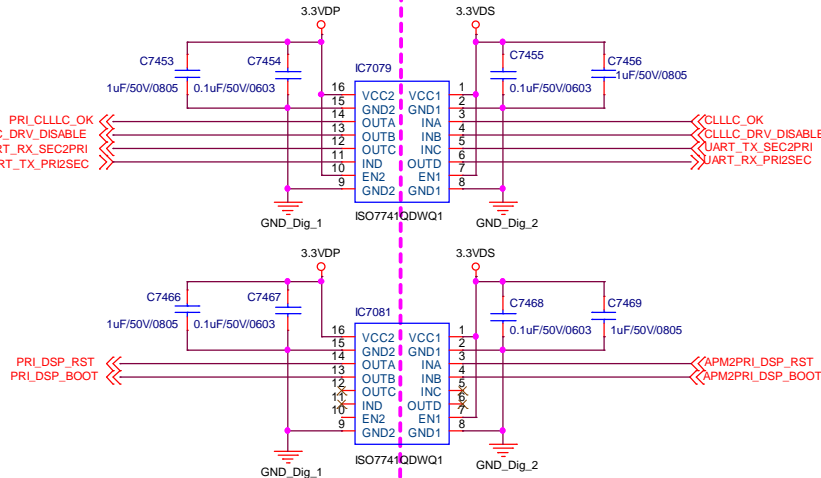 3.3VDP 3.3VDS
C7453 C7454 IC7079 C7455 C7456
1uF/50V/0805 0.1uF/50V/0603 0.1uF/50V/0603 1uF/50V/0805
16 VCC2 VCC1 1
15 GND2 GND1 2
PRI_CLLLC_OK 14 OUTA INA 3 CLLLC_OK
C_DRV_DISABLE 13 OUTB INB 4 CLLLC_DRV_DISABLE
RT_RX_SEC2PRI 12 OUTC INC 5 UART_TX_SEC2PRI
RT_TX_PRI2SEC 11 IND OUTD 6 UART_RX_PRI2SEC
10 EN2 EN1 7
9 GND2 GND1 8
GND_Dig_1 ISO7741QDWQ1 GND_Dig_2
3.3VDP 3.3VDS
C7466 C7467 IC7081 C7468 C7469
1uF/50V/0805 0.1uF/50V/0603 0.1uF/50V/0603 1uF/50V/0805
16 VCC2 VCC1 1
15 GND2 GND1 2
PRI_DSP_RST 14 OUTA INA 3 APM2PRI_DSP_RST
PRI_DSP_BOOT 13 OUTB INB 4 APM2PRI_DSP_BOOT
12 OUTC INC 5
11 IND OUTD 6
10 EN2 EN1 7
9 GND2 GND1 8
GND_Dig_1 ISO7741QDWQ1 GND_Dig_2